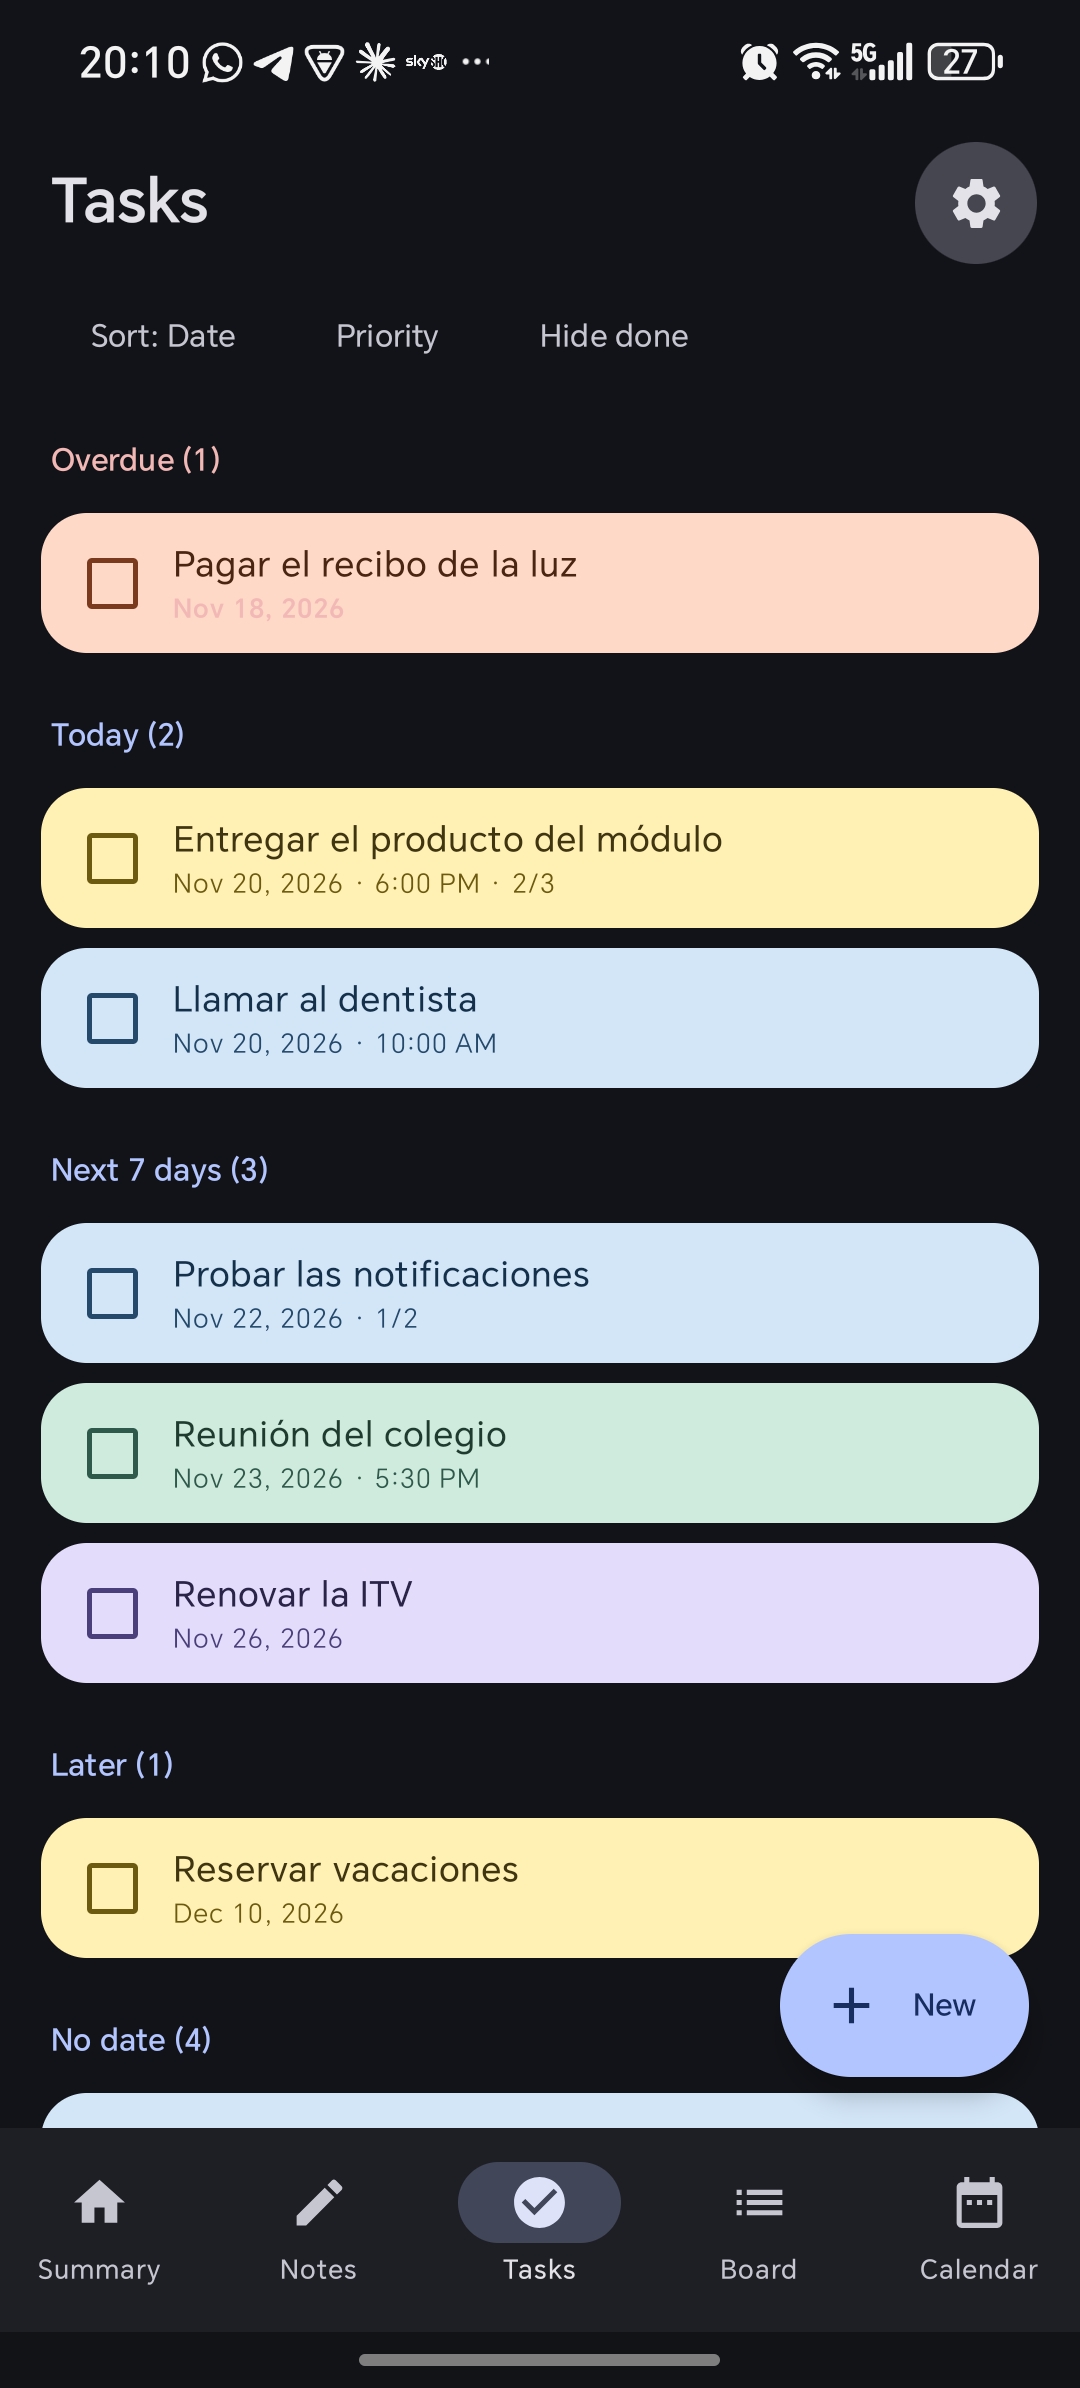 20:10 sky SHO ... 5G 27
Tasks
Sort: Date Priority Hide done
Overdue (1)
Pagar el recibo de la luz
Nov 18, 2026
Today (2)
Entregar el producto del módulo
Nov 20, 2026 · 6:00 PM · 2/3
Llamar al dentista
Nov 20, 2026 · 10:00 AM
Next 7 days (3)
Probar las notificaciones
Nov 22, 2026 · 1/2
Reunión del colegio
Nov 23, 2026 · 5:30 PM
Renovar la ITV
Nov 26, 2026
Later (1)
Reservar vacaciones
Dec 10, 2026
New
No date (4)
Summary Notes Tasks Board Calendar